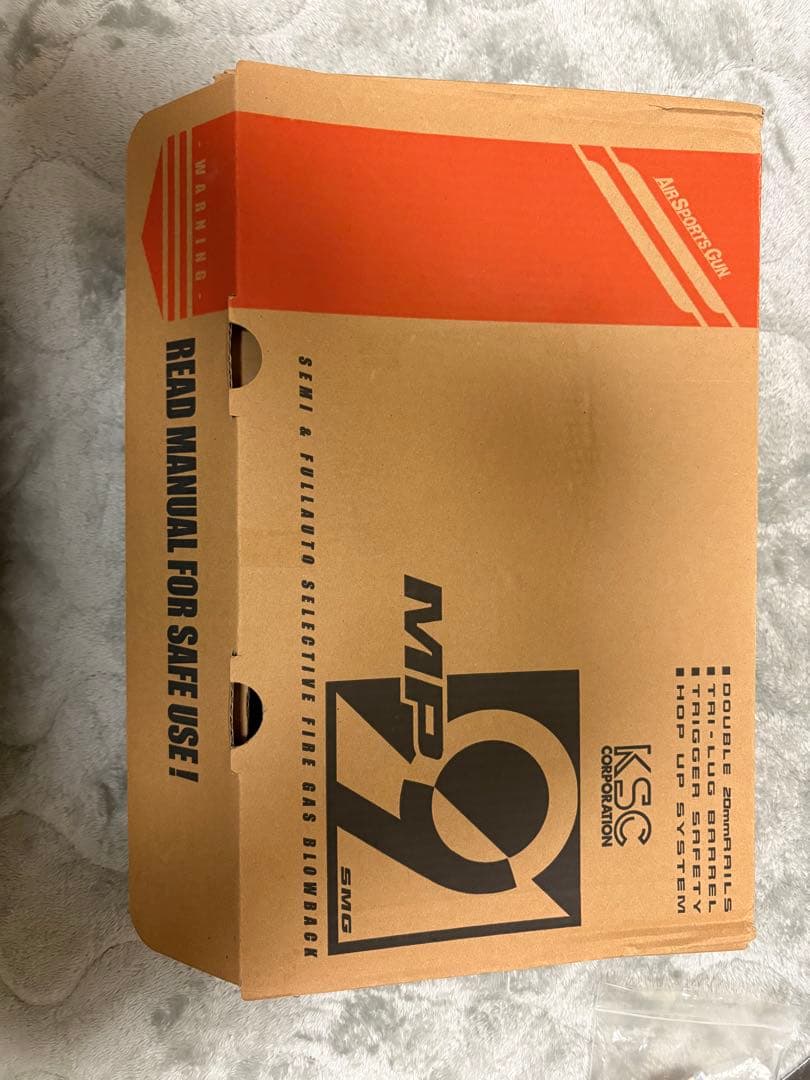 AIR SPORTS GUN
DOUBLE 20mm RAILS
TRI-LUG BARREL
TRIGGER SAFETY
HOP UP SYSTEM
KSC
CORPORATION
MP9
SMG
SEMI & FULLAUTO SELECTIVE FIRE GAS BLOWBACK
- WARNING -
READ MANUAL FOR SAFE USE!